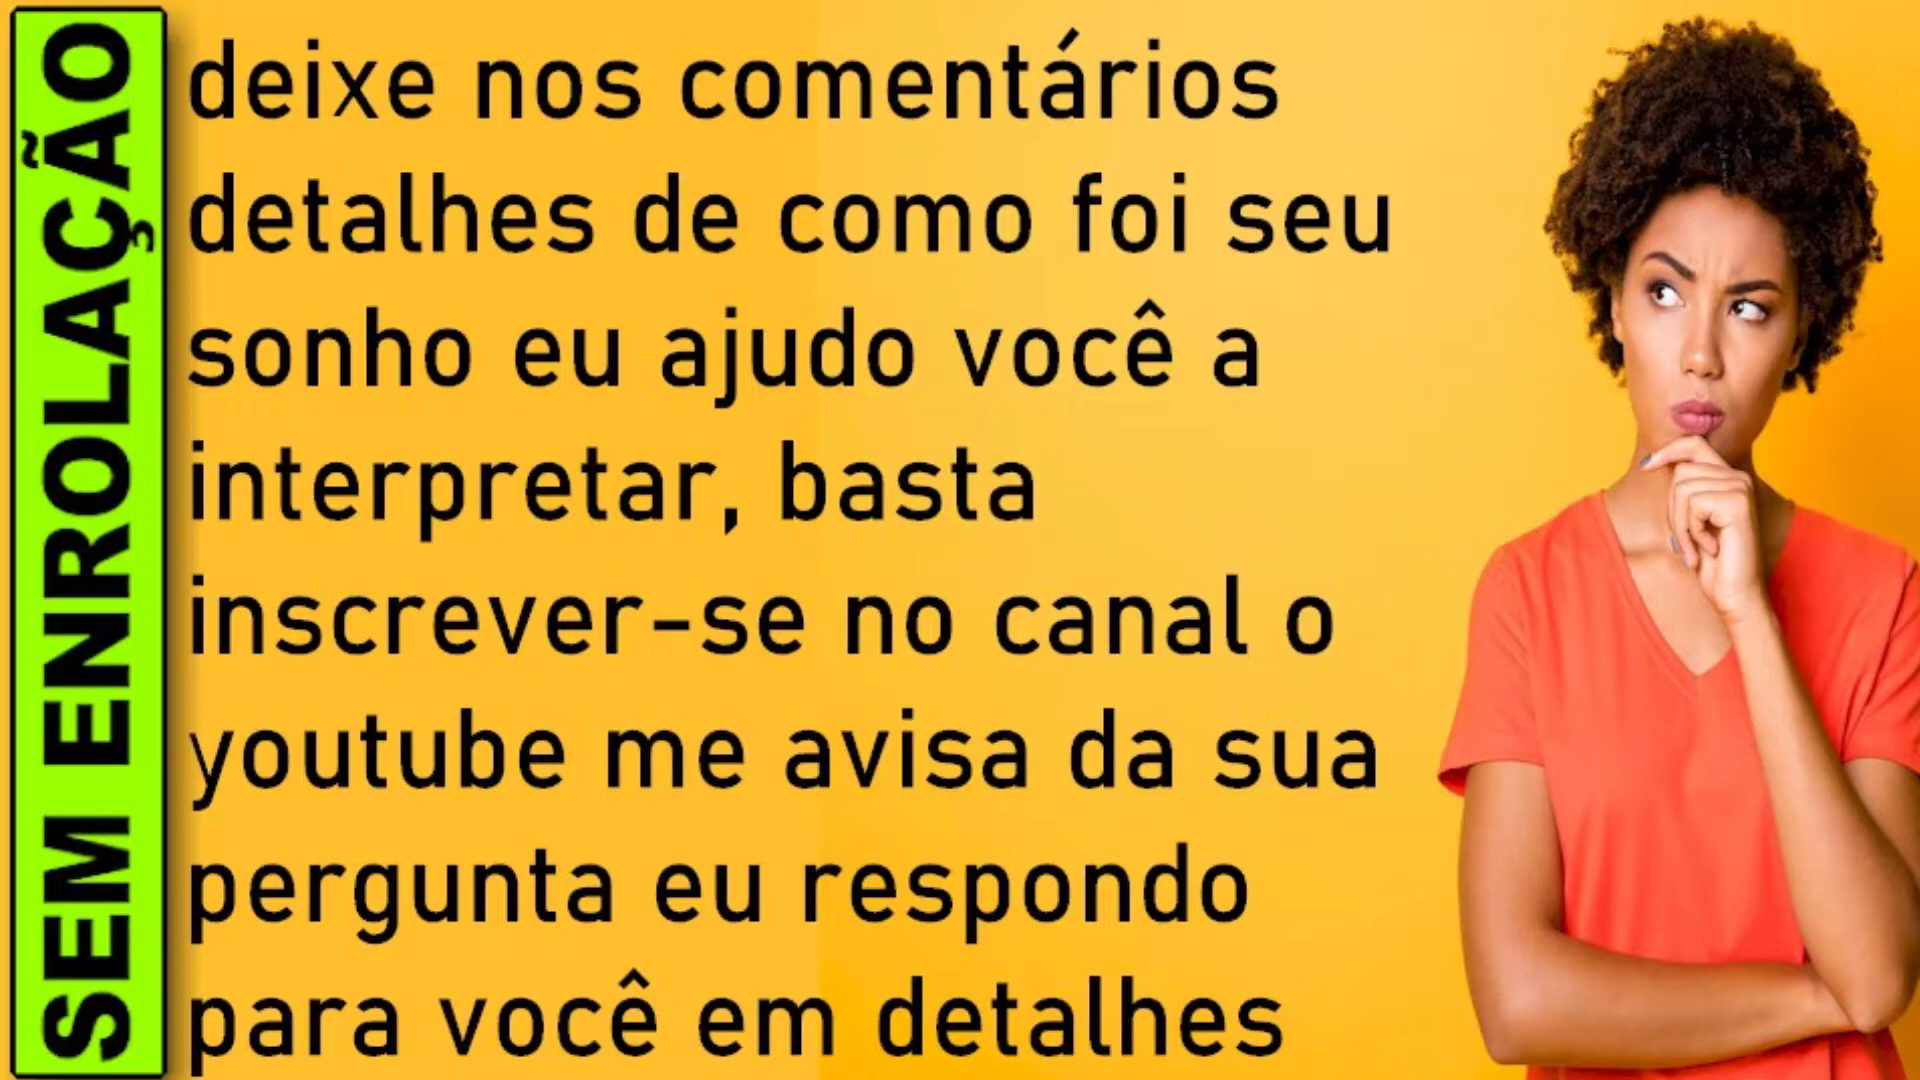 SEM ENROLAÇÃO
deixe nos comentários
detalhes de como foi seu
sonho eu ajudo você a
interpretar, basta
inscrever-se no canal o
youtube me avisa da sua
pergunta eu respondo
para você em detalhes